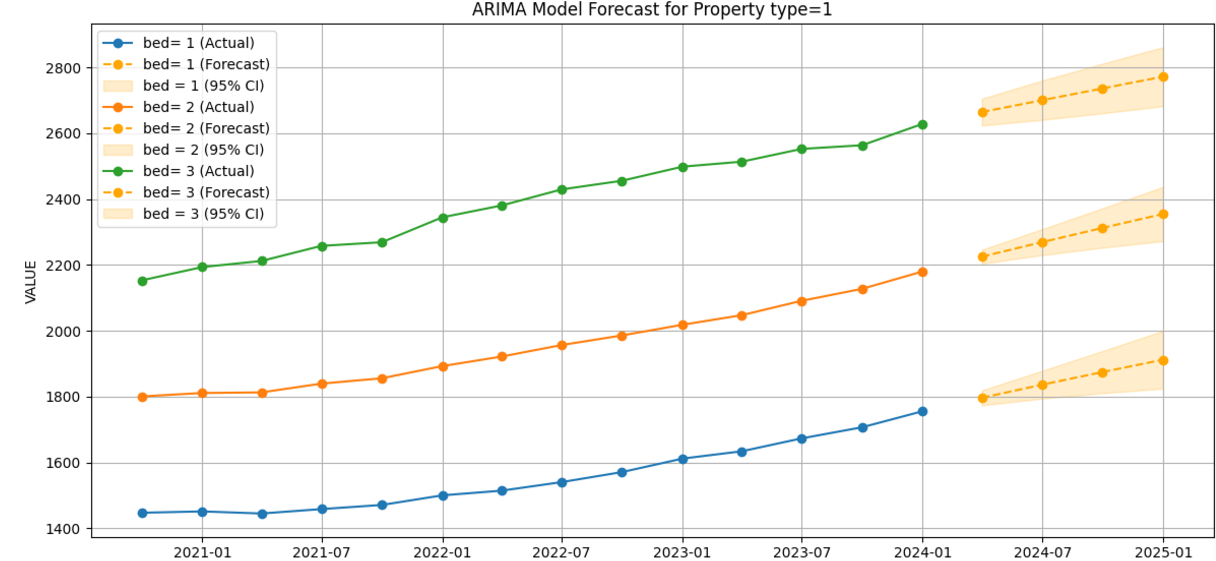 ARIMA Model Forecast for Property type=1
bed= 1 (Actual)
bed= 1 (Forecast)
bed = 1 (95% CI)
bed= 2 (Actual)
bed= 2 (Forecast)
bed = 2 (95% CI)
bed= 3 (Actual)
bed= 3 (Forecast)
bed = 3 (95% CI)
VALUE
2800
2600
2400
2200
2000
1800
1600
1400
2021-01
2021-07
2022-01
2022-07
2023-01
2023-07
2024-01
2024-07
2025-01